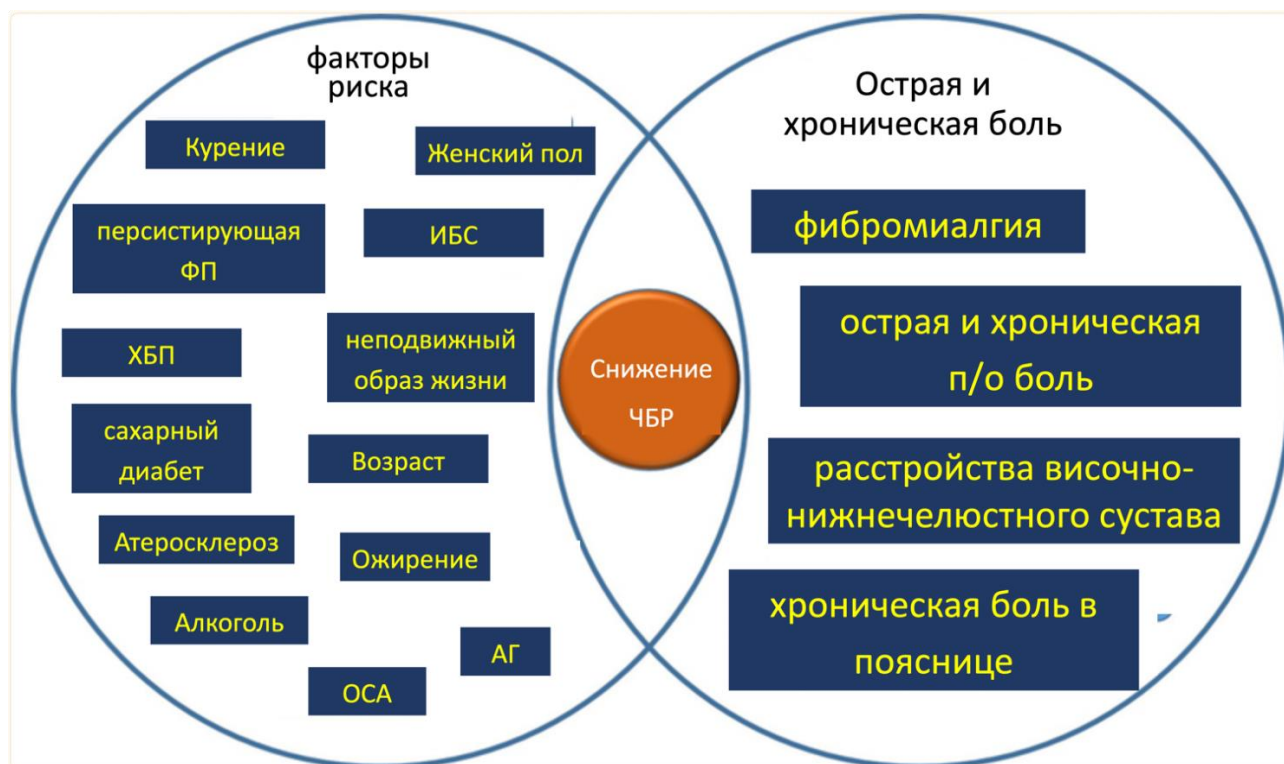 факторы
риска
Курение
Женский пол
персистирующая
ФП
ИБС
ХБП
неподвижный
образ жизни
сахарный
диабет
Возраст
Атеросклероз
Ожирение
Алкоголь
АГ
ОСА
Снижение
ЧБР
Острая и
хроническая боль
фибромиалгия
острая и хроническая
п/о боль
расстройства височно-
нижнечелюстного сустава
хроническая боль в
пояснице